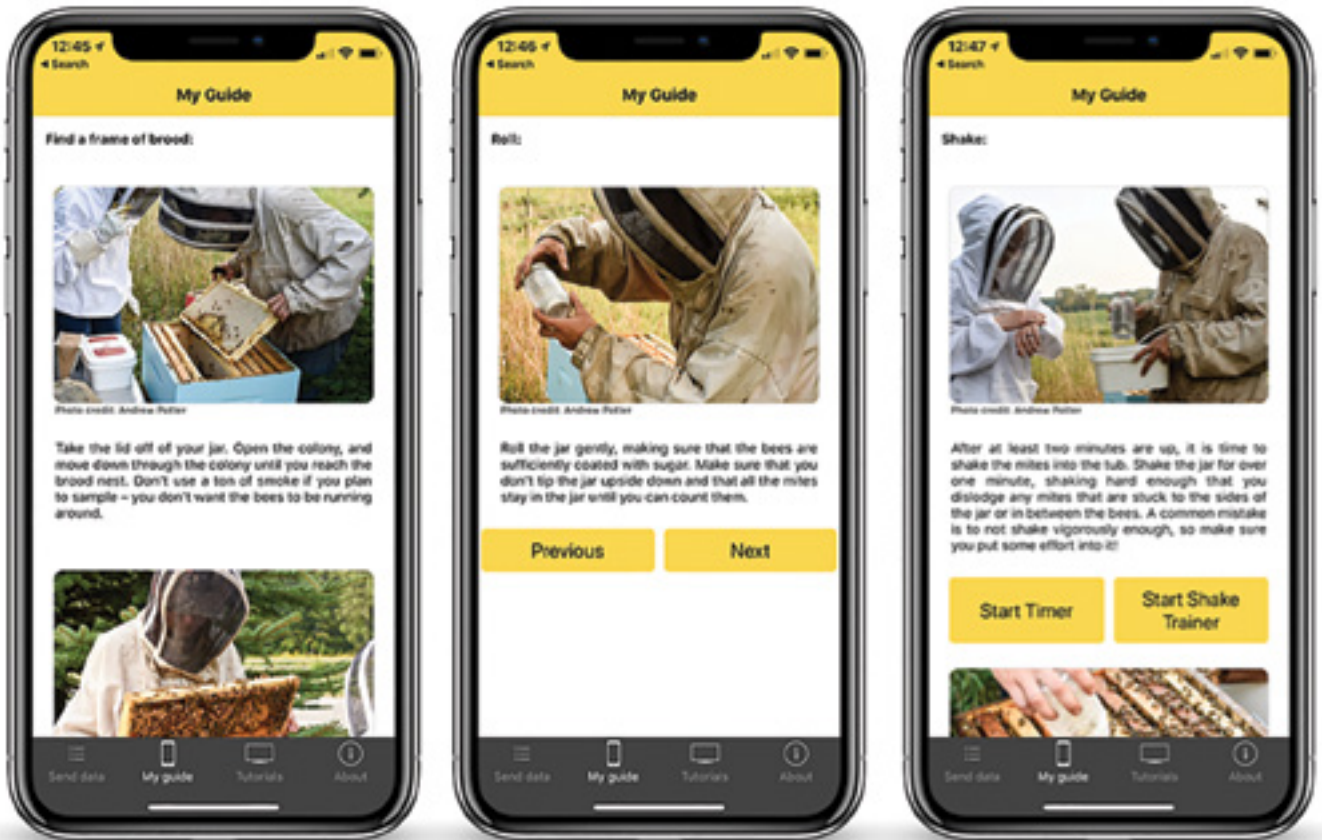 12:45
Search
My Guide
Find a frame of brood:
Photo credit: Andrew Potter
Take the lid off of your jar. Open the colony, and
move down through the colony until you reach the
brood nest. Don't use a ton of smoke if you plan
to sample – you don't want the bees to be running
around.
Send data
My guide
Tutorials
About
12:46
Search
My Guide
Roll:
Photo credit: Andrew Potter
Roll the jar gently, making sure that the bees are
sufficiently coated with sugar. Make sure that you
don't tip the jar upside down and that all the mites
stay in the jar until you can count them.
Previous
Next
Send data
My guide
Tutorials
About
12:47
Search
My Guide
Shake:
Photo credit: Andrew Potter
After at least two minutes are up, it is time to
shake the mites into the tub. Shake the jar for over
one minute, shaking hard enough that you
dislodge any mites that are stuck to the sides of
the jar or in between the bees. A common mistake
is to not shake vigorously enough, so make sure
you put some effort into it!
Start Timer
Start Shake
Trainer
Send data
My guide
Tutorials
About